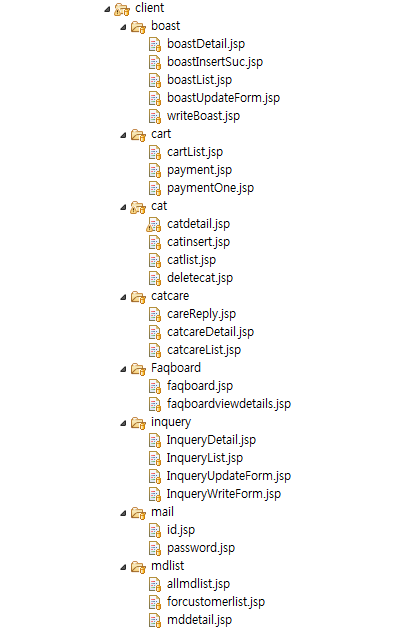 client
boast
boastDetail.jsp
boastInsertSuc.jsp
boastList.jsp
boastUpdateForm.jsp
writeBoast.jsp
cart
cartList.jsp
payment.jsp
paymentOne.jsp
cat
catdetail.jsp
catinsert.jsp
catlist.jsp
deletecat.jsp
catcare
careReply.jsp
catcareDetail.jsp
catcareList.jsp
Faqboard
faqboard.jsp
faqboardviewdetails.jsp
inquery
InqueryDetail.jsp
InqueryList.jsp
InqueryUpdateForm.jsp
InqueryWriteForm.jsp
mail
id.jsp
password.jsp
mdlist
allmdlist.jsp
forcustomerlist.jsp
mddetail.jsp